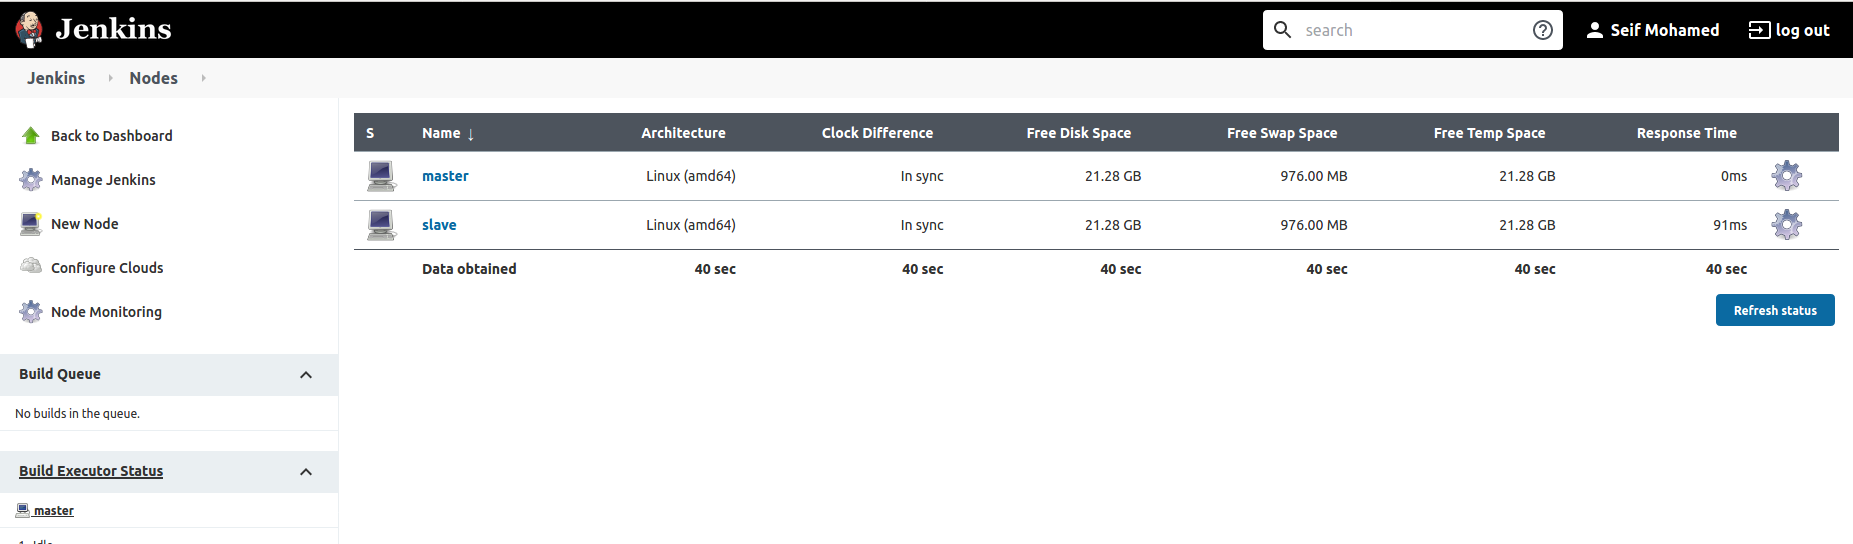 Jenkins
search
Seif Mohamed
log out
Jenkins
Nodes
Back to Dashboard
Manage Jenkins
New Node
Configure Clouds
Node Monitoring
Build Queue
No builds in the queue.
Build Executor Status
master
1 Idle
S Name ↓ Architecture Clock Difference Free Disk Space Free Swap Space Free Temp Space Response Time
master Linux (amd64) In sync 21.28 GB 976.00 MB 21.28 GB 0ms
slave Linux (amd64) In sync 21.28 GB 976.00 MB 21.28 GB 91ms
Data obtained 40 sec 40 sec 40 sec 40 sec 40 sec 40 sec
Refresh status